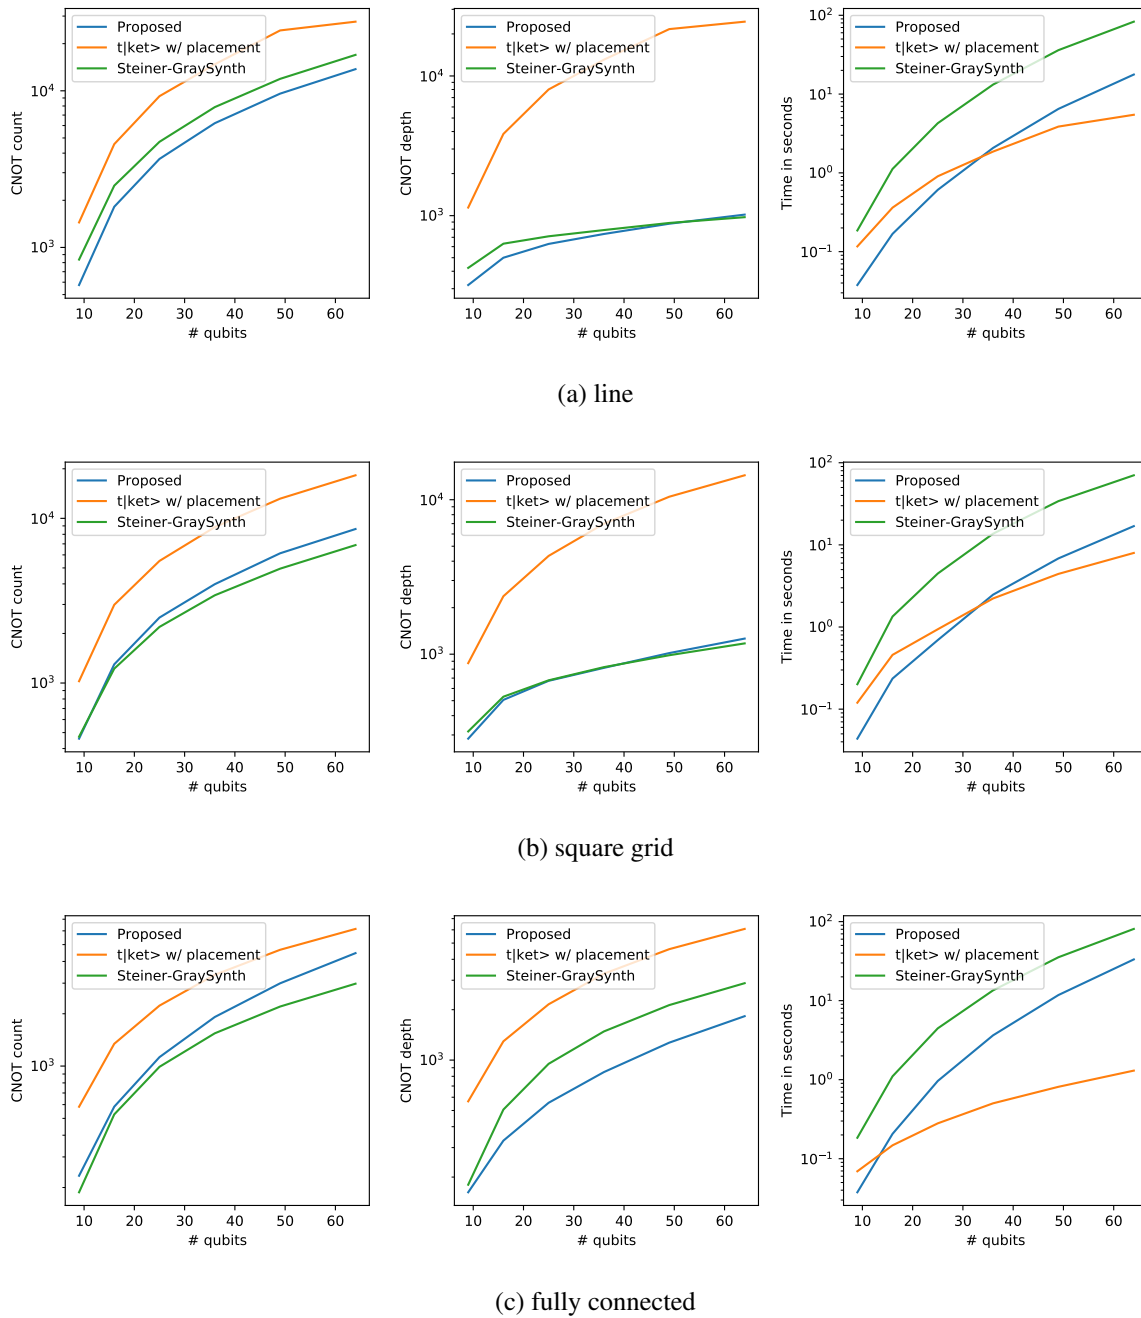 Proposed
t|ket> w/ placement
Steiner-GraySynth
CNOT count
10^4
10^3
10 20 30 40 50 60
# qubits
Proposed
t|ket> w/ placement
Steiner-GraySynth
CNOT depth
10^4
10^3
10 20 30 40 50 60
# qubits
Proposed
t|ket> w/ placement
Steiner-GraySynth
Time in seconds
10^2
10^1
10^0
10^−1
10 20 30 40 50 60
# qubits
(a) line
Proposed
t|ket> w/ placement
Steiner-GraySynth
CNOT count
10^4
10^3
10 20 30 40 50 60
# qubits
Proposed
t|ket> w/ placement
Steiner-GraySynth
CNOT depth
10^4
10^3
10 20 30 40 50 60
# qubits
Proposed
t|ket> w/ placement
Steiner-GraySynth
Time in seconds
10^2
10^1
10^0
10^−1
10 20 30 40 50 60
# qubits
(b) square grid
Proposed
t|ket> w/ placement
Steiner-GraySynth
CNOT count
10^3
10 20 30 40 50 60
# qubits
Proposed
t|ket> w/ placement
Steiner-GraySynth
CNOT depth
10^3
10 20 30 40 50 60
# qubits
Proposed
t|ket> w/ placement
Steiner-GraySynth
Time in seconds
10^2
10^1
10^0
10^−1
10 20 30 40 50 60
# qubits
(c) fully connected